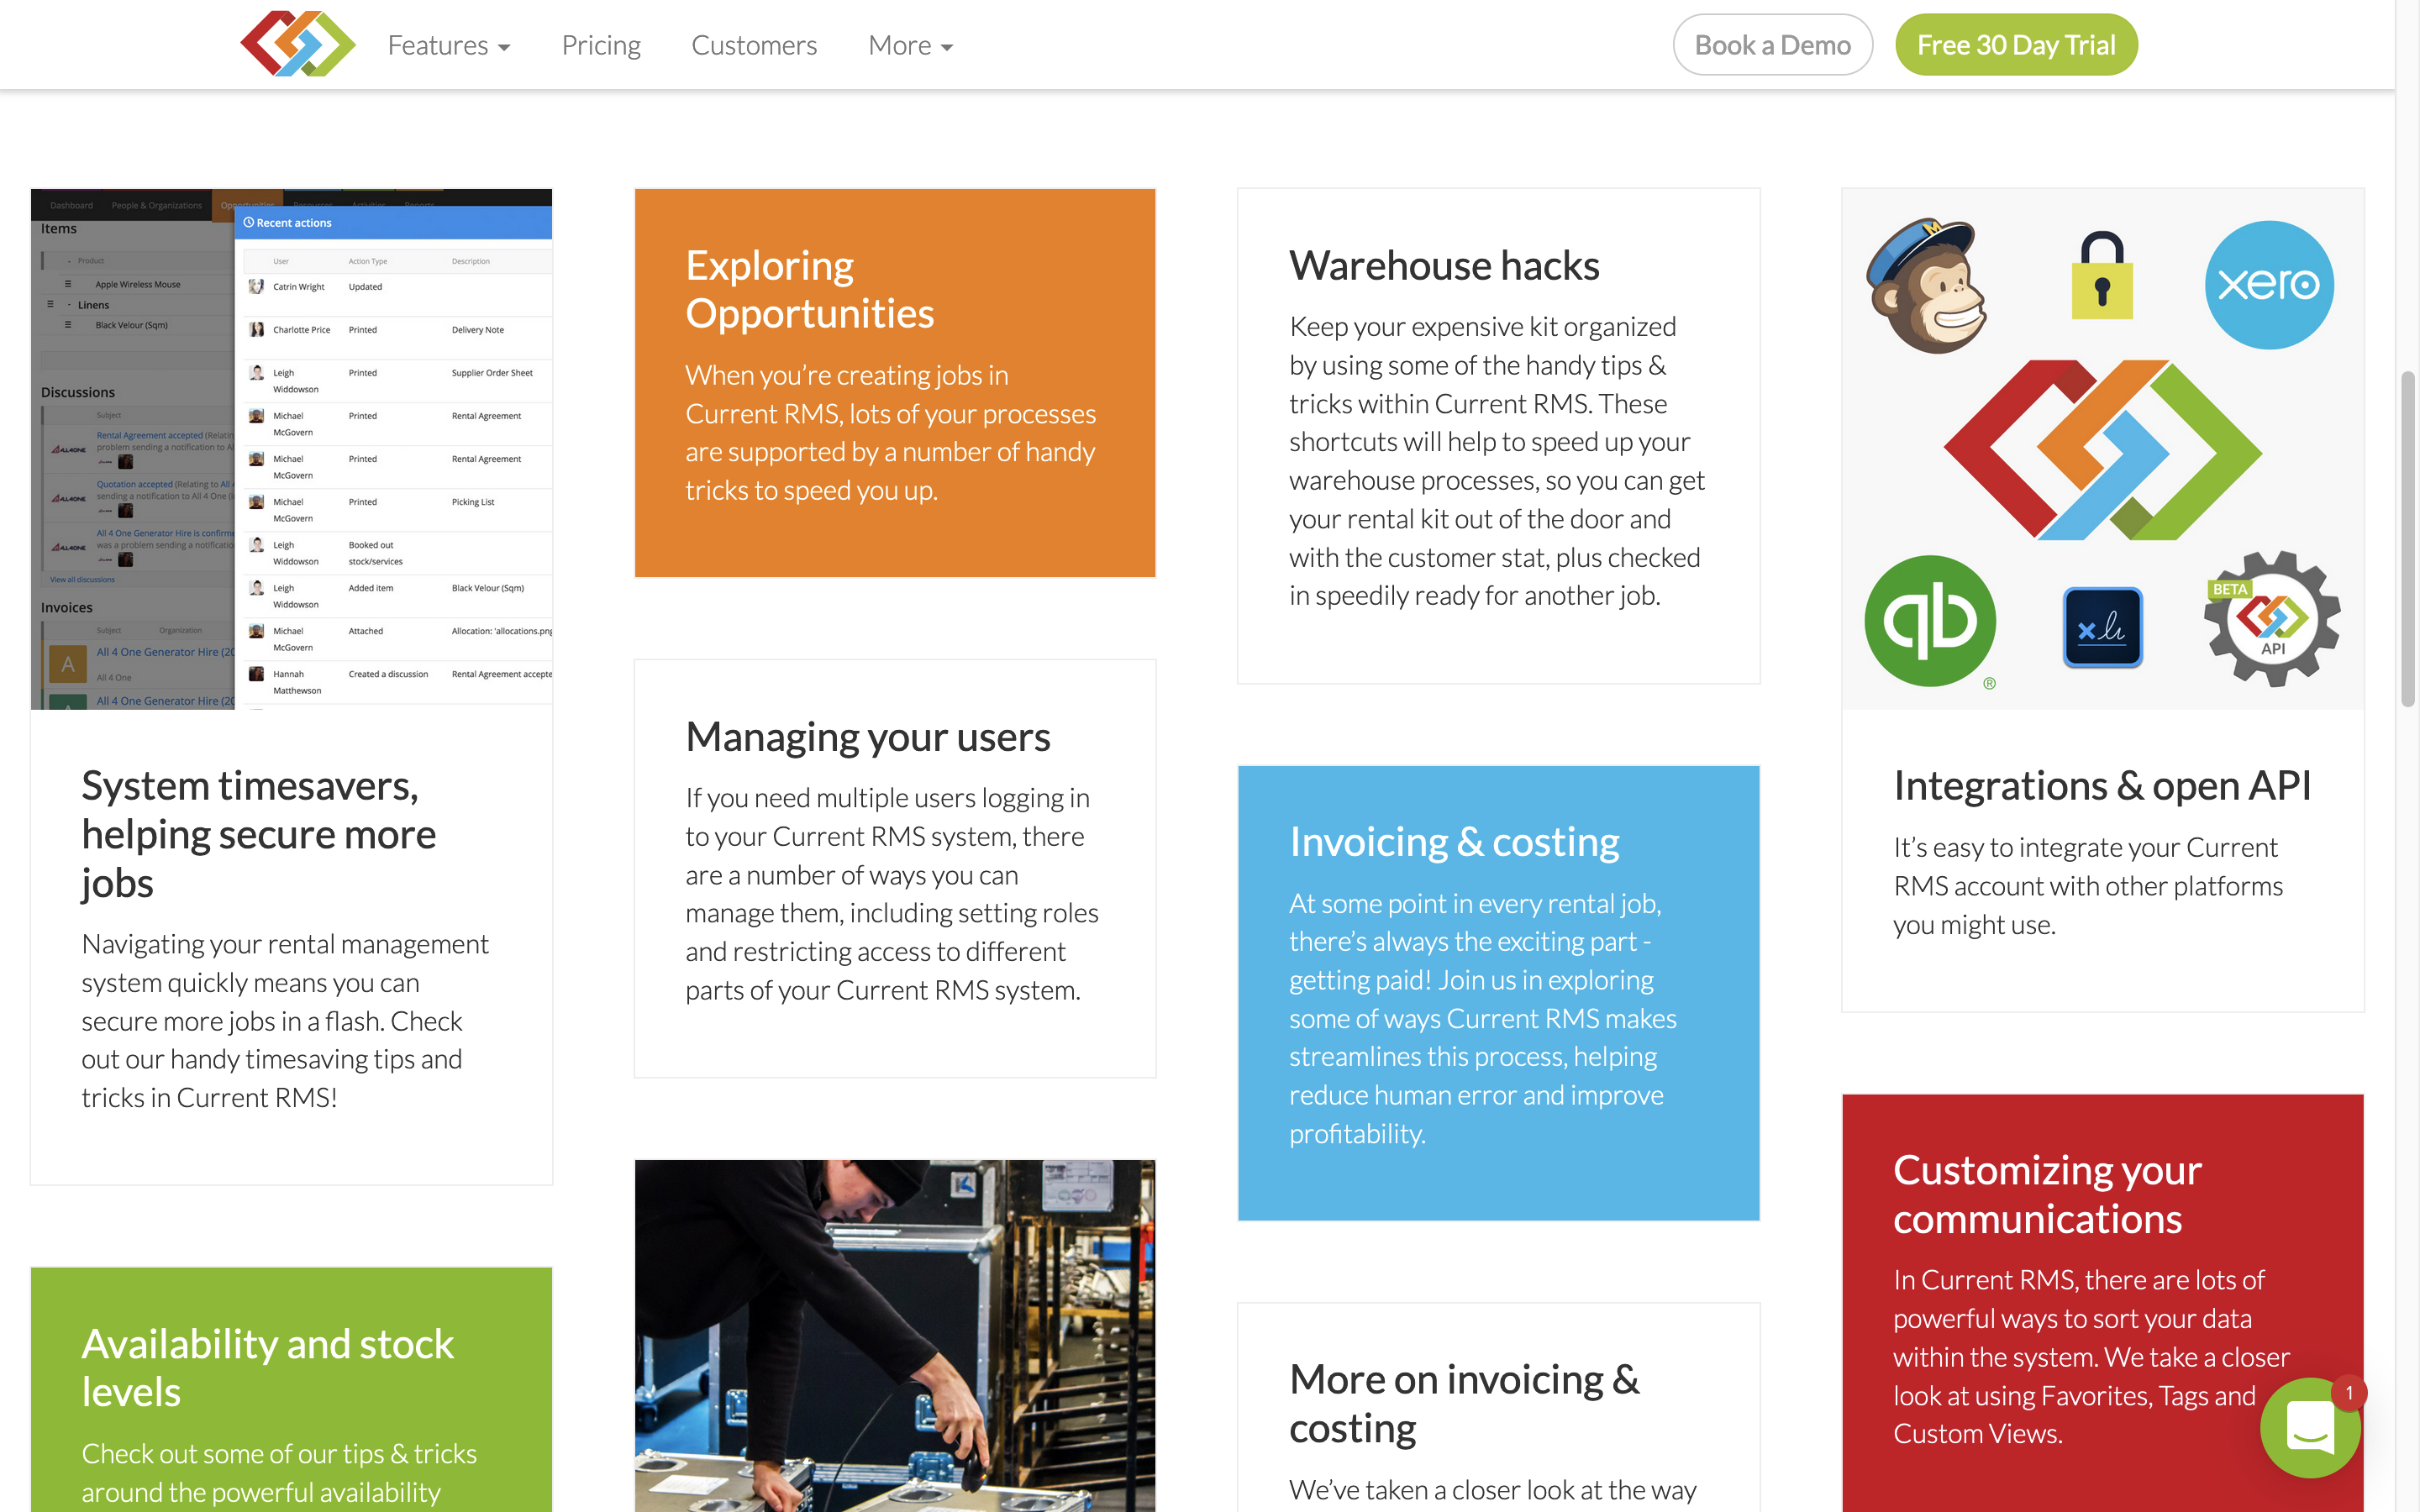 Features
Pricing
Customers
More
Book a Demo
Free 30 Day Trial
Dashboard
People & Organizations
Items
Product
Apple Wireless Mouse
Linens
Black Velour (Sqm)
Discussions
Subject
Rental Agreement accepted
problem sending a notification to
Quotation accepted (Relating to All
sending a notification to All 4 One
All 4 One Generator Hire is
was a problem sending a
View all discussions
Invoices
Subject Organization
A
All 4 One Generator Hire (20
All 4 One
All 4 One Generator Hire (20
Recent actions
User Action Type Description
Catrin Wright Updated
Charlotte Price Printed Delivery Note
Leigh Widdowson Printed Supplier Order Sheet
Michael McGovern Printed Rental Agreement
Michael McGovern Printed Rental Agreement
Michael McGovern Printed Picking List
Leigh Widdowson Booked out stock/services
Leigh Widdowson Added item Black Velour (Sqm)
Michael McGovern Attached Allocation: 'allocations.png
Hannah Matthewson Created a discussion Rental Agreement accepte
System timesavers,
helping secure more
jobs
Navigating your rental management
system quickly means you can
secure more jobs in a flash. Check
out our handy timesaving tips and
tricks in Current RMS!
Availability and stock
levels
Check out some of our tips & tricks
around the powerful availability
Exploring
Opportunities
When you’re creating jobs in
Current RMS, lots of your processes
are supported by a number of handy
tricks to speed you up.
Managing your users
If you need multiple users logging in
to your Current RMS system, there
are a number of ways you can
manage them, including setting roles
and restricting access to different
parts of your Current RMS system.
Warehouse hacks
Keep your expensive kit organized
by using some of the handy tips &
tricks within Current RMS. These
shortcuts will help to speed up your
warehouse processes, so you can get
your rental kit out of the door and
with the customer stat, plus checked
in speedily ready for another job.
Invoicing & costing
At some point in every rental job,
there’s always the exciting part -
getting paid! Join us in exploring
some of ways Current RMS makes
streamlines this process, helping
reduce human error and improve
profitability.
More on invoicing &
costing
We’ve taken a closer look at the way
xero
qb
®
BETA
API
Integrations & open API
It’s easy to integrate your Current
RMS account with other platforms
you might use.
Customizing your
communications
In Current RMS, there are lots of
powerful ways to sort your data
within the system. We take a closer
look at using Favorites, Tags and
Custom Views.
1